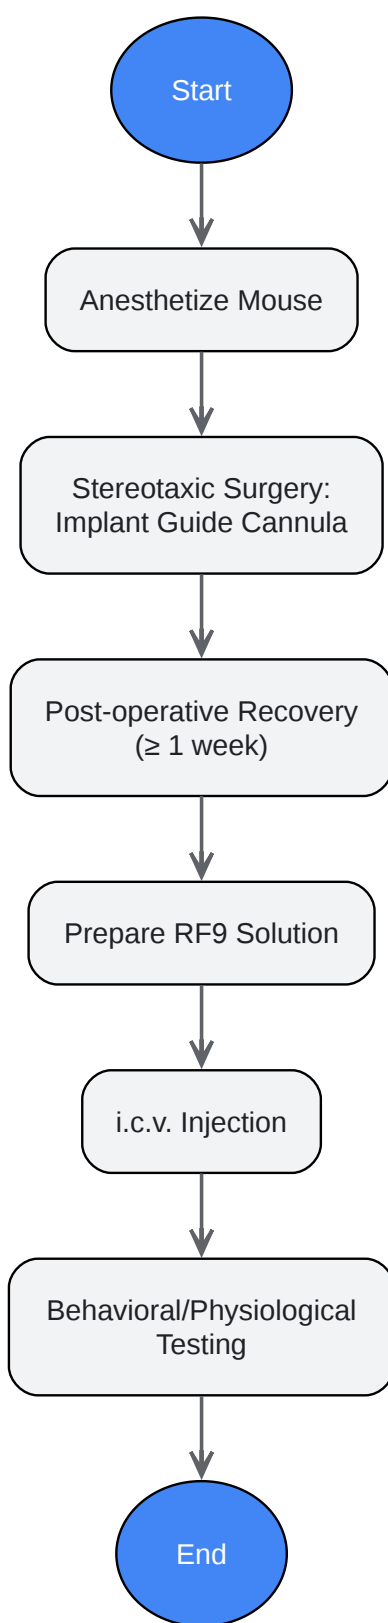 Start
Anesthetize Mouse
Stereotaxic Surgery:
Implant Guide Cannula
Post-operative Recovery
(≥ 1 week)
Prepare RF9 Solution
i.c.v. Injection
Behavioral/Physiological
Testing
End